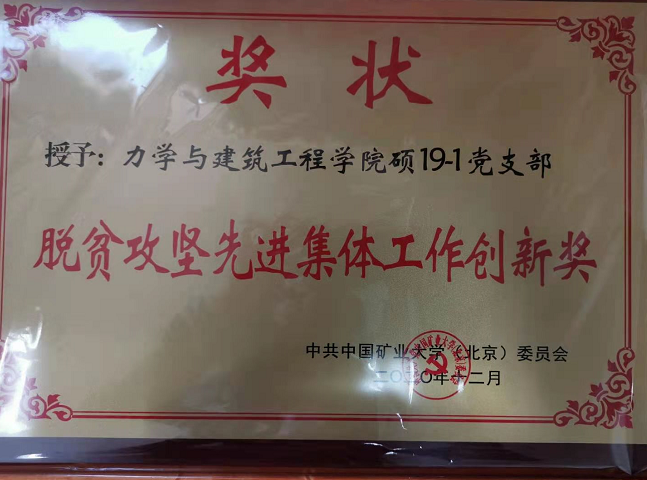 奖状
授予：力学与建筑工程学院硕19-1党支部
脱贫攻坚先进集体工作创新奖
中共中国矿业大学（北京）委员会
二〇二〇年十二月